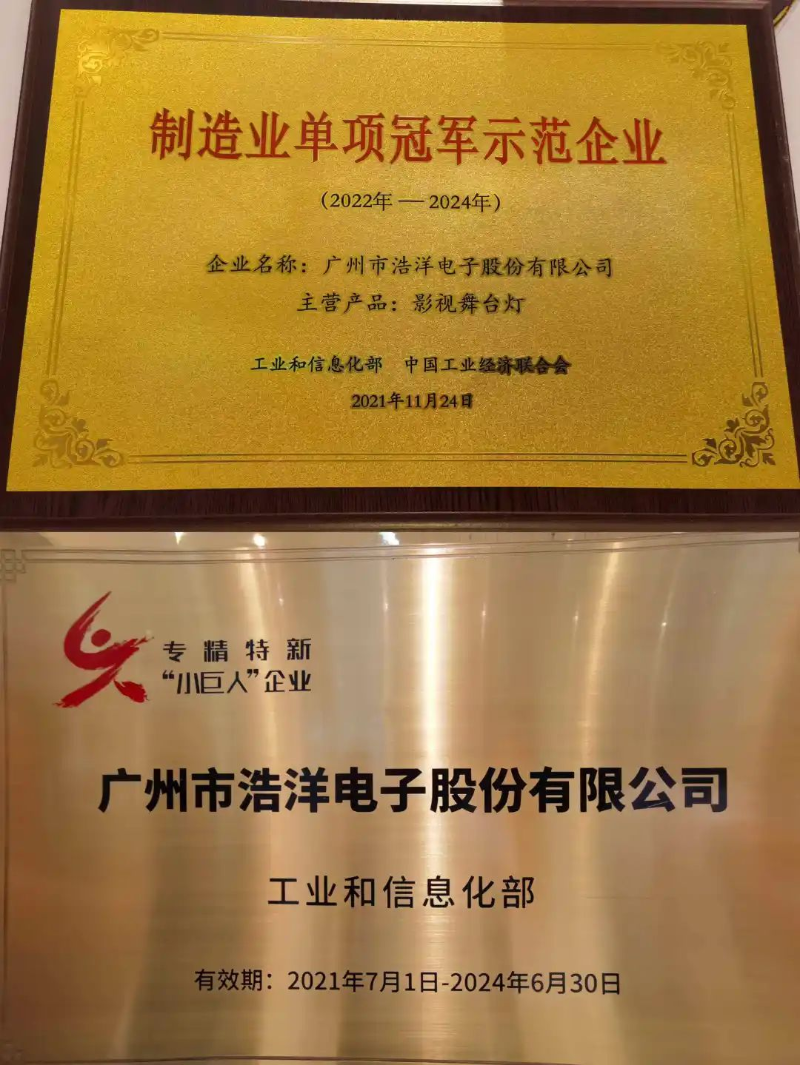 制造业单项冠军示范企业
（2022年—2024年）
企业名称：广州市浩洋电子股份有限公司
主营产品：影视舞台灯
工业和信息化部 中国工业经济联合会
2021年11月24日
专精特新
“小巨人”企业
广州市浩洋电子股份有限公司
工业和信息化部
有效期：2021年7月1日-2024年6月30日